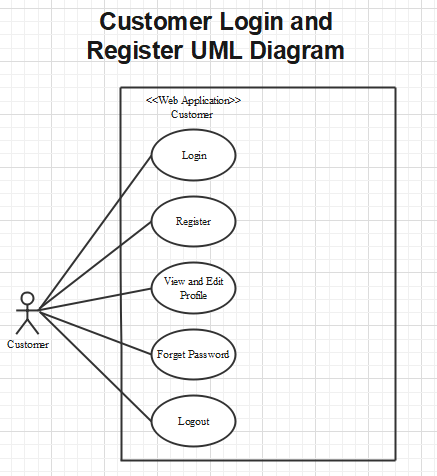 Customer Login and
Register UML Diagram
<<Web Application>>
Customer
Login
Register
View and Edit
Profile
Forget Password
Logout
Customer